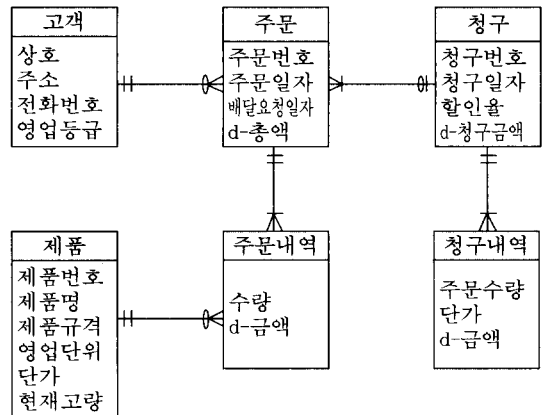 고객
상호
주소
전화번호
영업등급
주문
주문번호
주문일자
배달요청일자
d-총액
청구
청구번호
청구일자
할인율
d-청구금액
제품
제품번호
제품명
제품규격
영업단위
단가
현재고량
주문내역
수량
d-금액
청구내역
주문수량
단가
d-금액